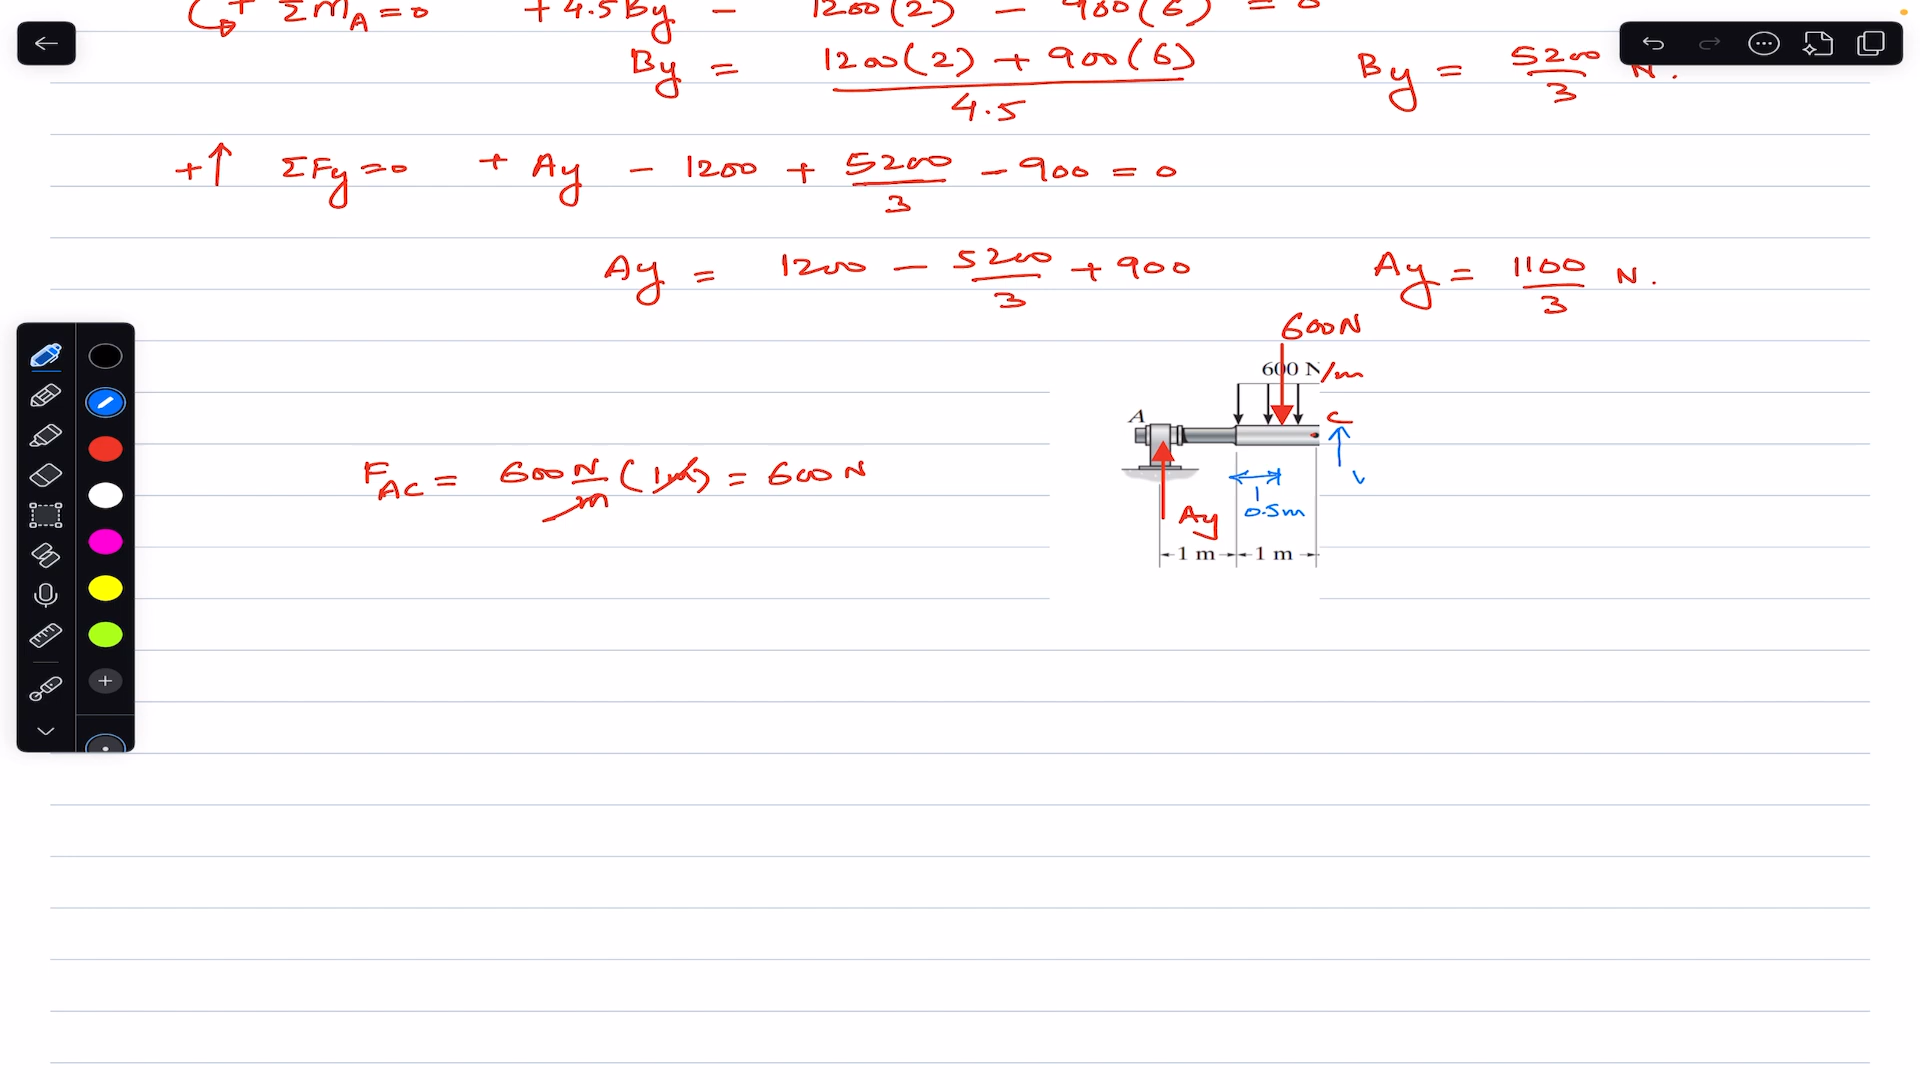 + ΣM_A = 0 + 4.5By - 1200(2) - 900(6) = 0
By = 1200(2) + 900(6) / 4.5 By = 5200/3 N.
+↑ ΣFy = 0 + Ay - 1200 + 5200/3 - 900 = 0
Ay = 1200 - 5200/3 + 900 Ay = 1100/3 N.
600N
600 N/m
A
C
F_AC = 600 N/m (1m) = 600 N
Ay
0.5m
1 m 1 m